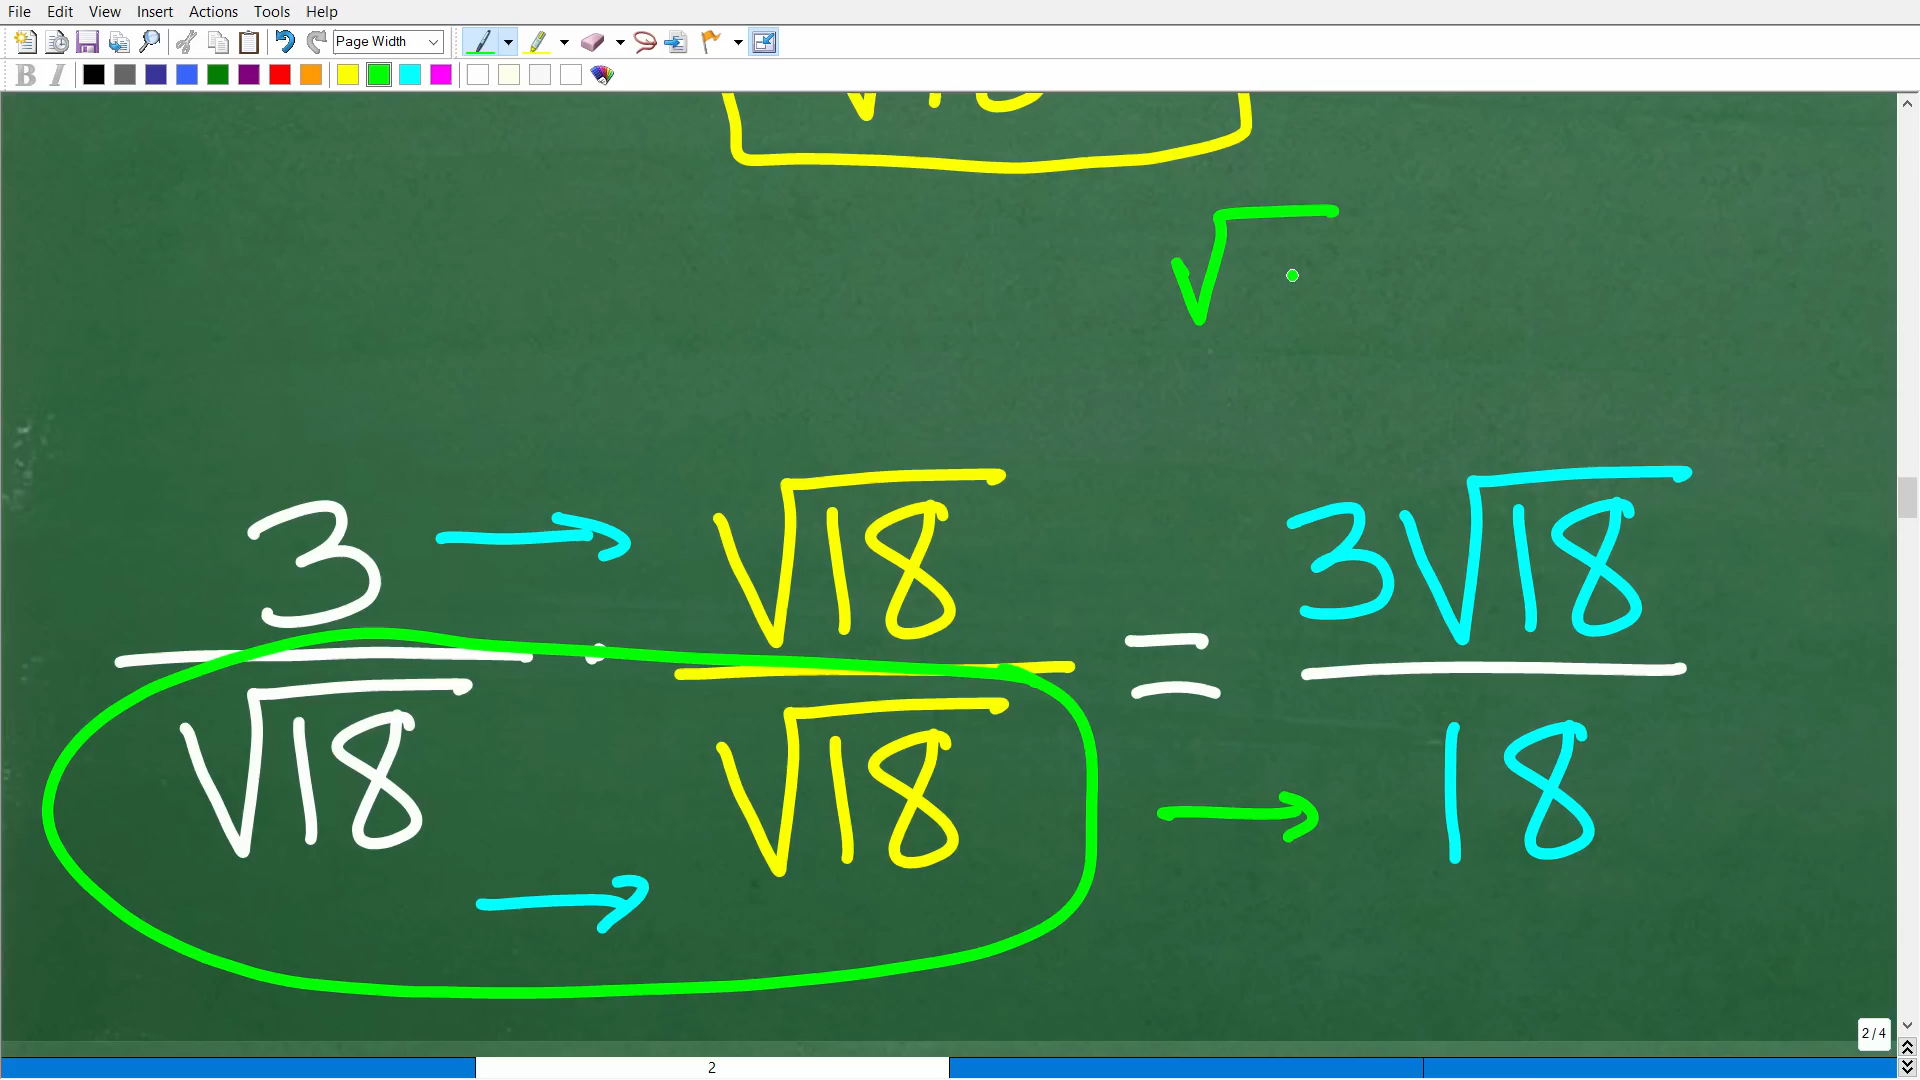 File Edit View Insert Actions Tools Help
Page Width
B I
√18
√
3 → √18 = 3√18
· 
√18 → √18 → 18
2 / 4
2